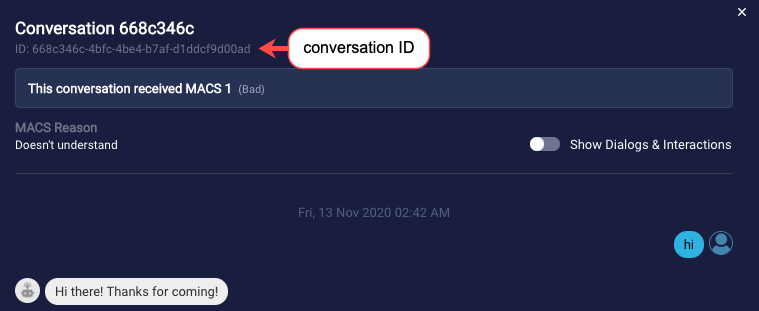 Conversation 668c346c
ID: 668c346c-4bfc-4be4-b7af-d1ddcf9d00ad
conversation ID
This conversation received MACS 1 (Bad)
MACS Reason
Doesn't understand
Show Dialogs & Interactions
Fri, 13 Nov 2020 02:42 AM
hi
Hi there! Thanks for coming!